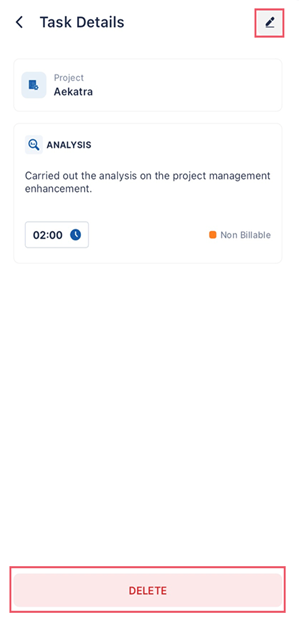 Task Details
Project
Aekatra
ANALYSIS
Carried out the analysis on the project management
enhancement.
02:00
Non Billable
DELETE